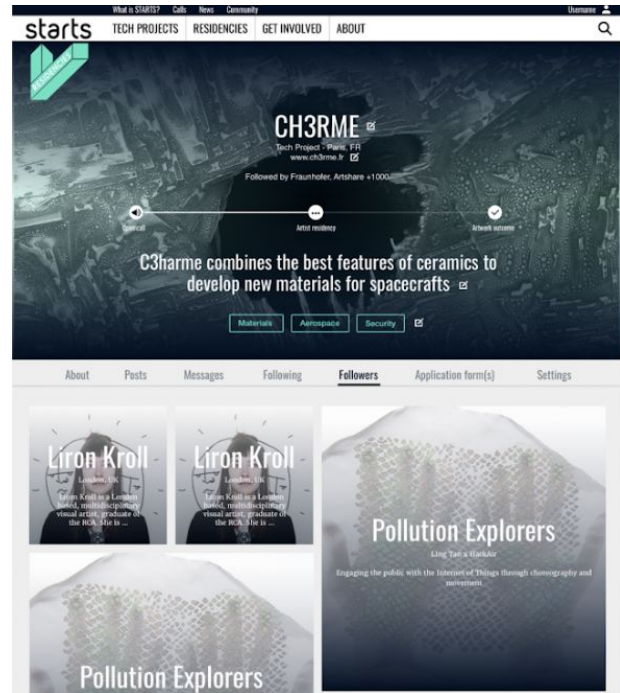 What is STARTS? Calls News Community Username
starts TECH PROJECTS RESIDENCIES GET INVOLVED ABOUT
RESIDENCIES
CH3RME
Tech Project - Paris, FR
www.ch3rme.fr
Followed by Fraunhofer, Artshare +1000
Open call Artist residency Artwork outcome
C3harme combines the best features of ceramics to
develop new materials for spacecrafts
Materials Aerospace Security
About Posts Messages Following Followers Application form(s) Settings
Liron Kroll
London, UK
Liron Kroll is a London
based, multidisciplinary
visual artist, graduate of
the RCA. She is ...
Liron Kroll
London, UK
Liron Kroll is a London
based, multidisciplinary
visual artist, graduate of
the RCA. She is ...
Pollution Explorers
Ling Tan x
Engaging the public with the Internet of Things through choreography and
movement
Pollution Explorers